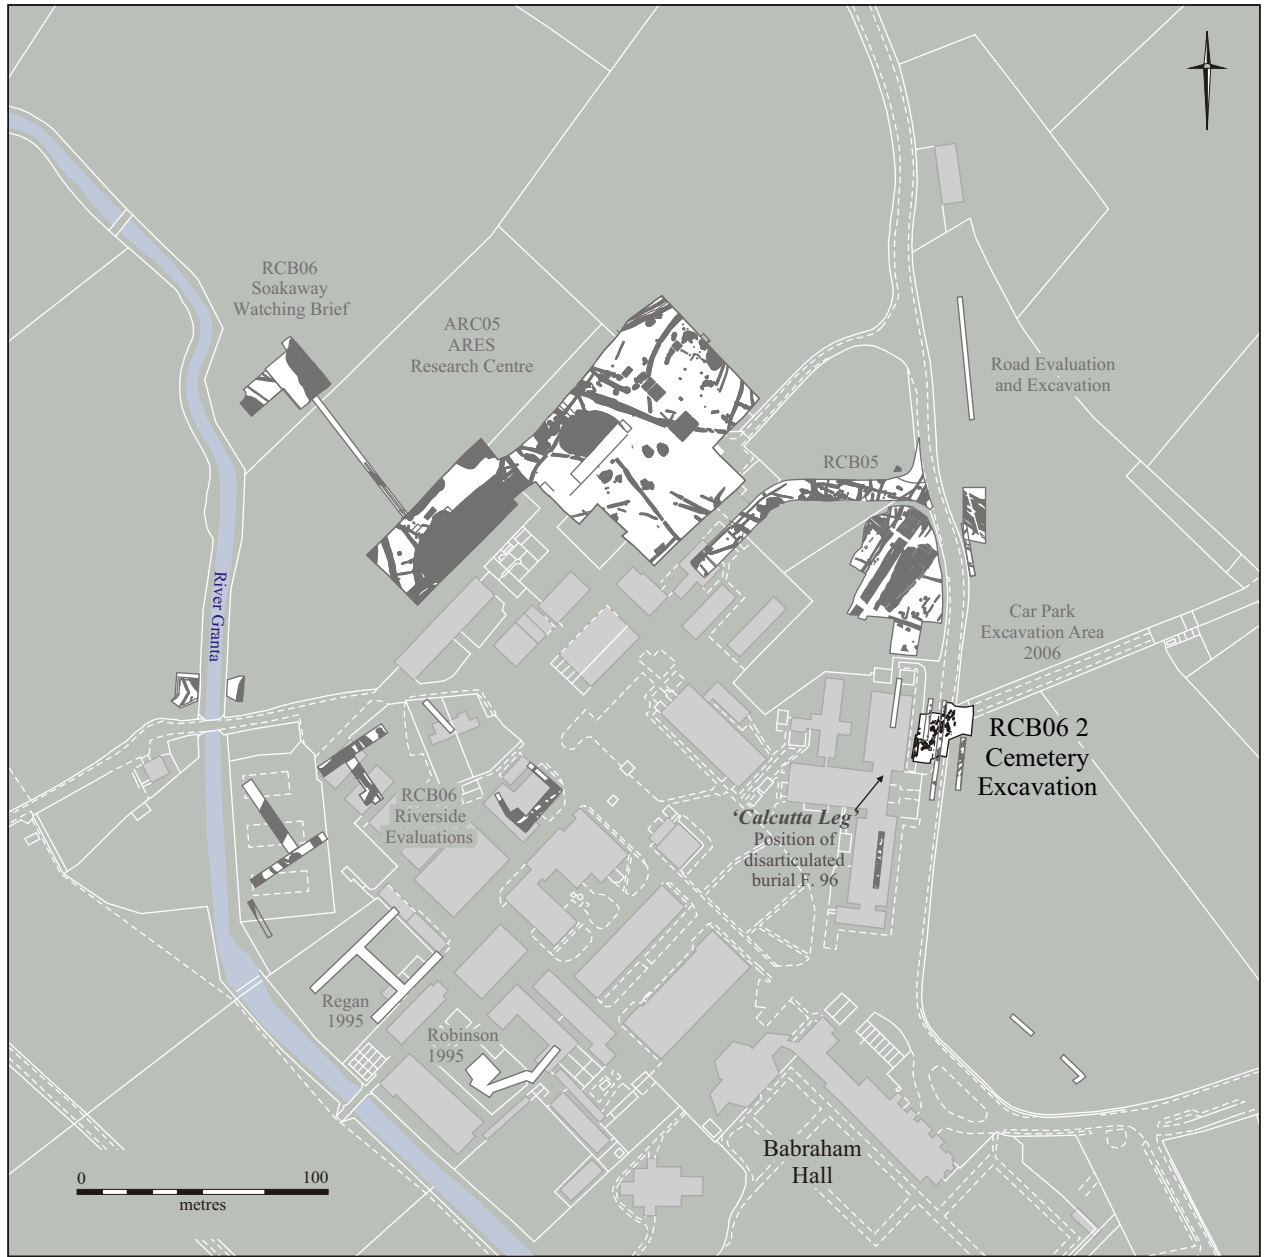 RCB06
Soakaway
Watching Brief
ARC05
ARES
Research Centre
Road Evaluation
and Excavation
RCB05
River Granta
Car Park
Excavation Area
2006
RCB06 2
Cemetery
Excavation
RCB06
Riverside
Evaluations
‘Calcutta Leg’
Position of
disarticulated
burial F. 96
Regan
1995
Robinson
1995
Babraham
Hall
0 100
metres